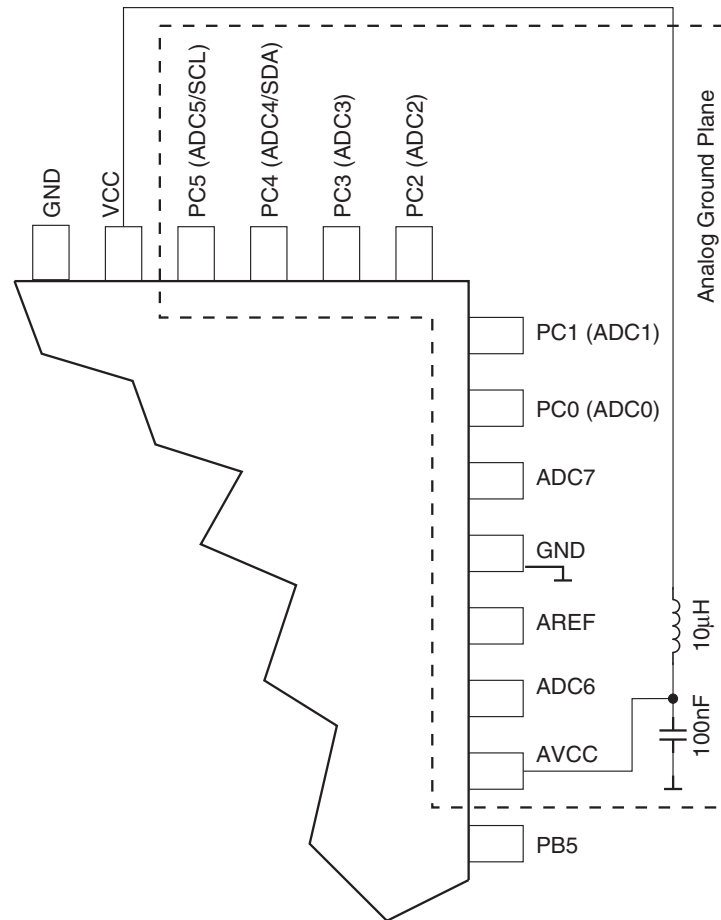 GND
VCC
PC5 (ADC5/SCL)
PC4 (ADC4/SDA)
PC3 (ADC3)
PC2 (ADC2)
Analog Ground Plane
PC1 (ADC1)
PC0 (ADC0)
ADC7
GND
AREF
10μH
ADC6
100nF
AVCC
PB5